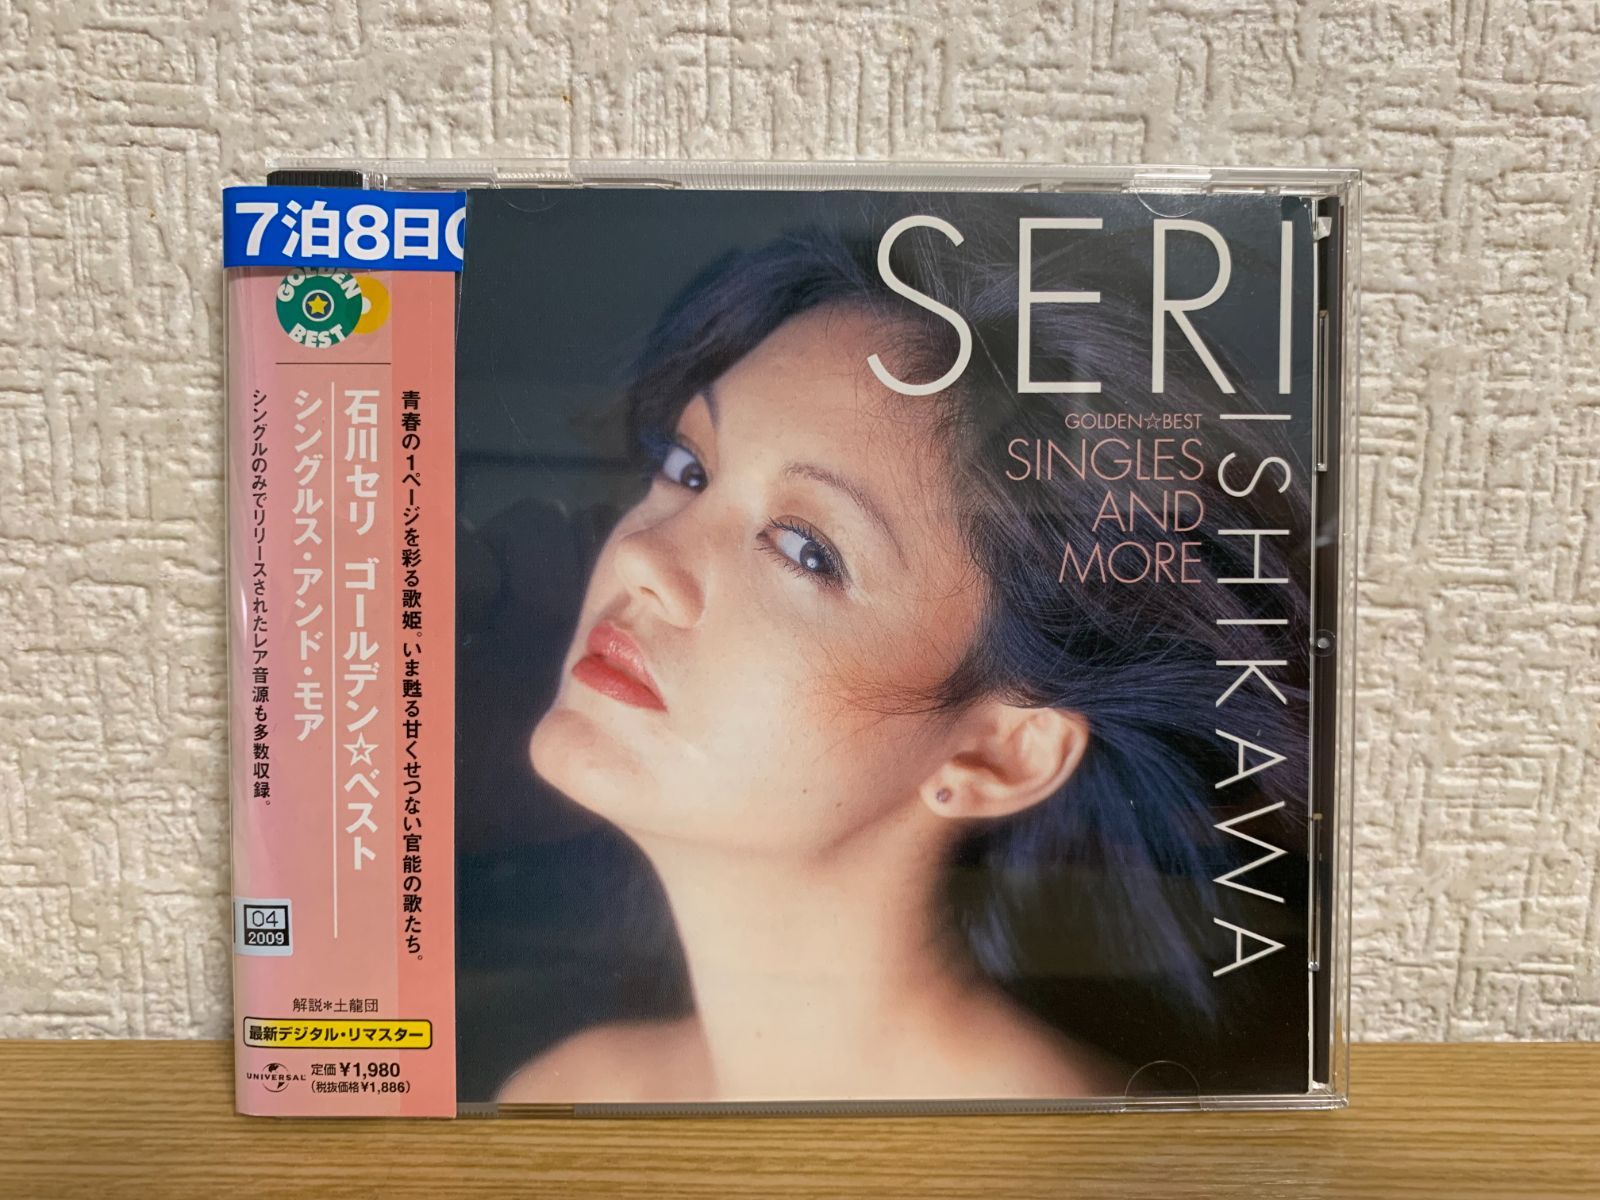 7泊8日
GOLDEN
BEST
青春の1ページを彩る歌姫。いま甦る甘くせつない官能の歌たち。
石川セリ ゴールデン☆ベスト
シングルス・アンド・モア
シングルのみでリリースされたレア音源も多数収録。
04
2009
解説*土龍団
最新デジタル・リマスター
UNIVERSAL
定価¥1,980
(税抜価格¥1,886)
SERI
ISHIKAWA
GOLDEN☆BEST
SINGLES
AND
MORE